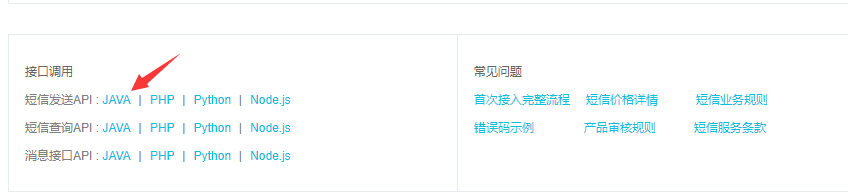 接口调用
短信发送API : JAVA | PHP | Python | Node.js
短信查询API : JAVA | PHP | Python | Node.js
消息接口API : JAVA | PHP | Python | Node.js
常见问题
首次接入完整流程 短信价格详情 短信业务规则
错误码示例 产品审核规则 短信服务条款